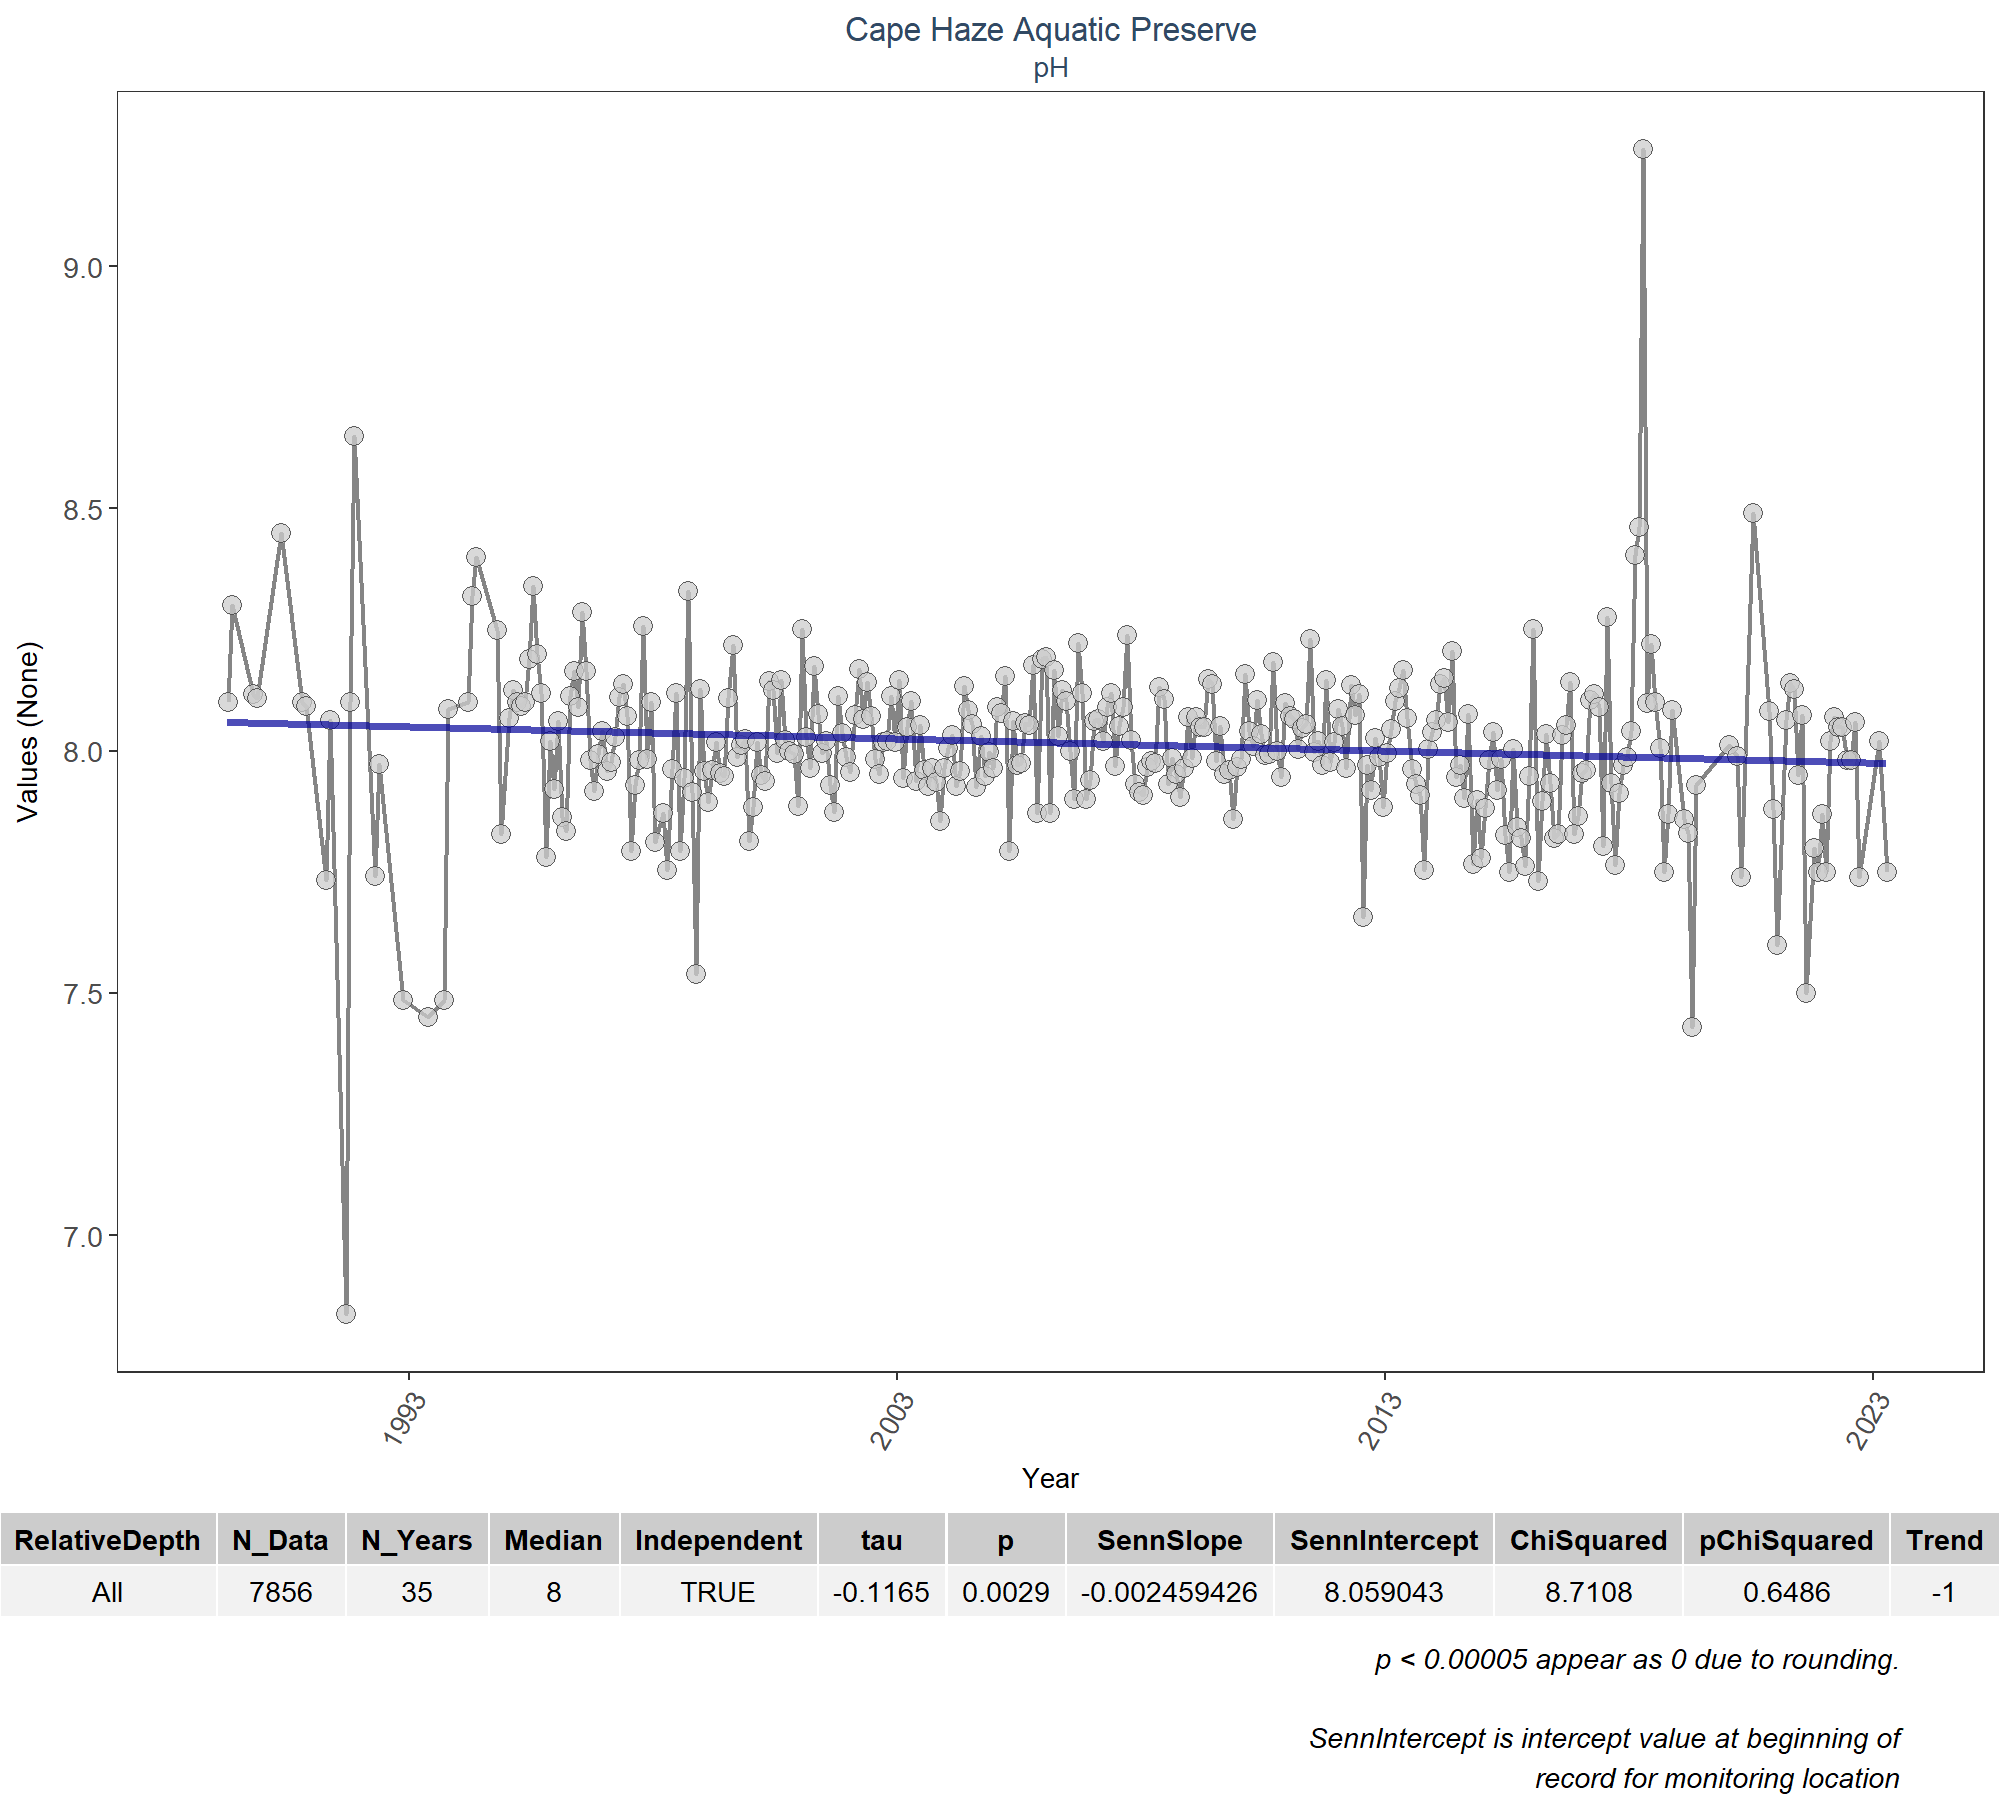 Cape Haze Aquatic Preserve
pH
Values (None)
9.0
8.5
8.0
7.5
7.0
1993 2003 2013 2023
Year
RelativeDepth N_Data N_Years Median Independent tau p SennSlope SennIntercept ChiSquared pChiSquared Trend
All 7856 35 8 TRUE -0.1165 0.0029 -0.002459426 8.059043 8.7108 0.6486 -1
p < 0.00005 appear as 0 due to rounding.
SennIntercept is intercept value at beginning of
record for monitoring location